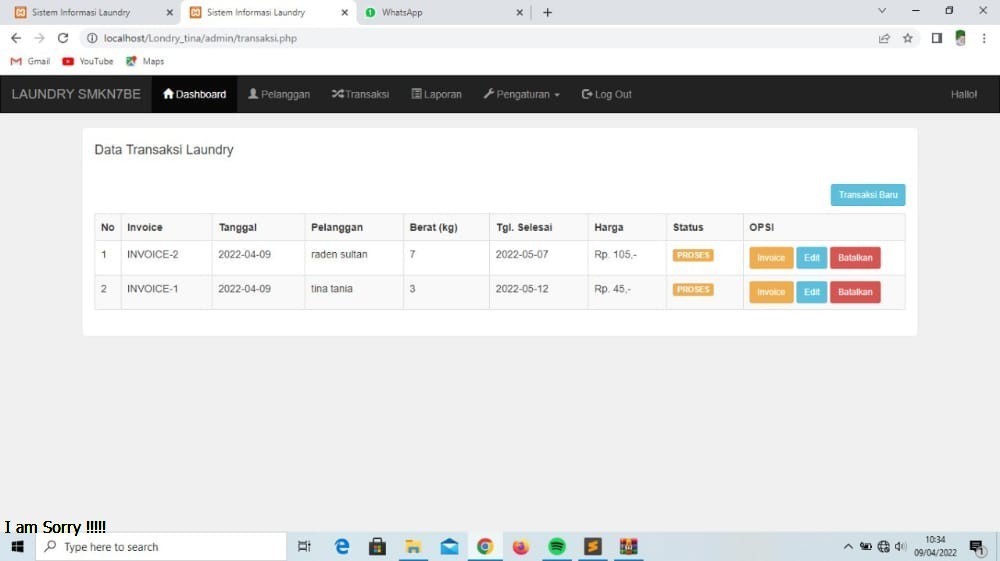 Sistem Informasi Laundry
Sistem Informasi Laundry
WhatsApp
localhost/Londry_tina/admin/transaksi.php
Gmail YouTube Maps
LAUNDRY SMKN7BE Dashboard Pelanggan Transaksi Laporan Pengaturan Log Out Hallo!
Data Transaksi Laundry
Transaksi Baru
No Invoice Tanggal Pelanggan Berat (kg) Tgl. Selesai Harga Status OPSI
1 INVOICE-2 2022-04-09 raden sultan 7 2022-05-07 Rp. 105,- PROSES Invoice Edit Batalkan
2 INVOICE-1 2022-04-09 tina tania 3 2022-05-12 Rp. 45,- PROSES Invoice Edit Batalkan
I am Sorry !!!!!
Type here to search
10:34
09/04/2022
1